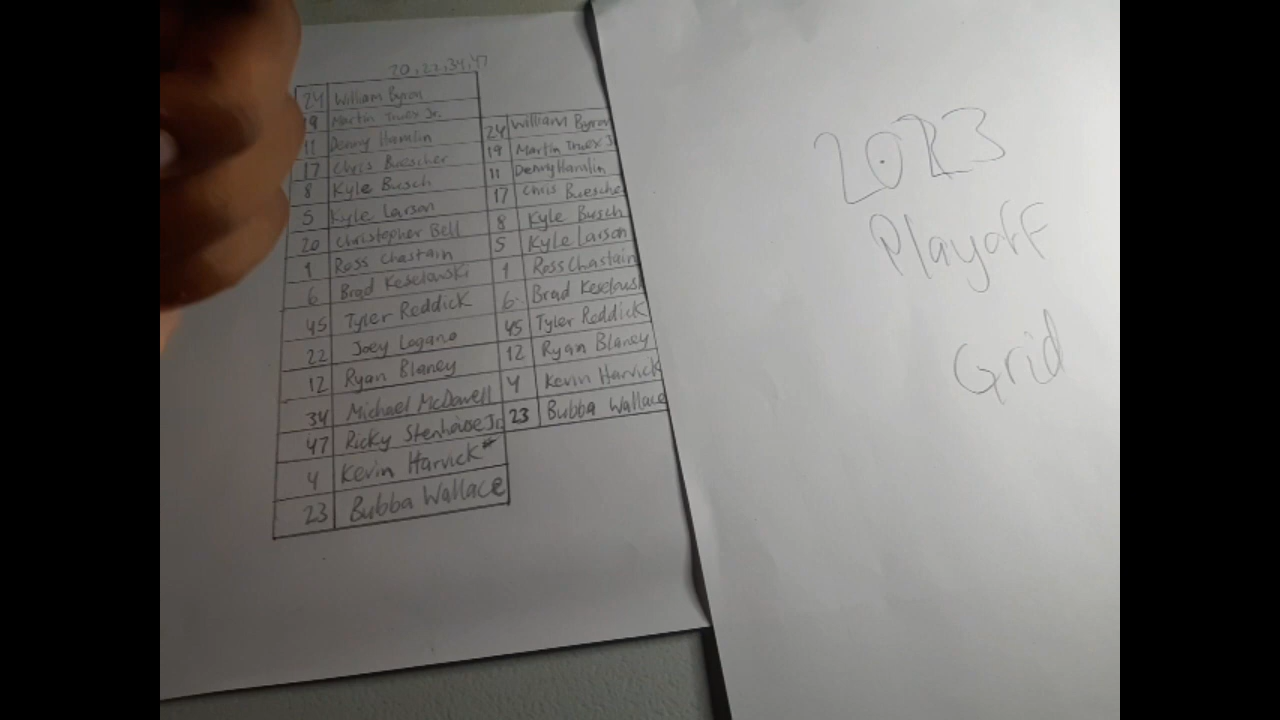 20, 22, 34, 47
24 William Byron
19 Martin Truex Jr.
11 Denny Hamlin
17 Chris Buescher
8 Kyle Busch
5 Kyle Larson
20 Christopher Bell
1 Ross Chastain
6 Brad Keselowski
45 Tyler Reddick
22 Joey Logano
12 Ryan Blaney
34 Michael McDowell
47 Ricky Stenhouse Jr.
4 Kevin Harvick*
23 Bubba Wallace
24 William Byron
19 Martin Truex J
11 Denny Hamlin
17 Chris Buesche
8 Kyle Busch
5 Kyle Larson
1 Ross Chastain
6 Brad Keselows
45 Tyler Reddick
12 Ryan Blaney
4 Kevin Harvick
23 Bubba Wallace
2023
Playoff
Grid